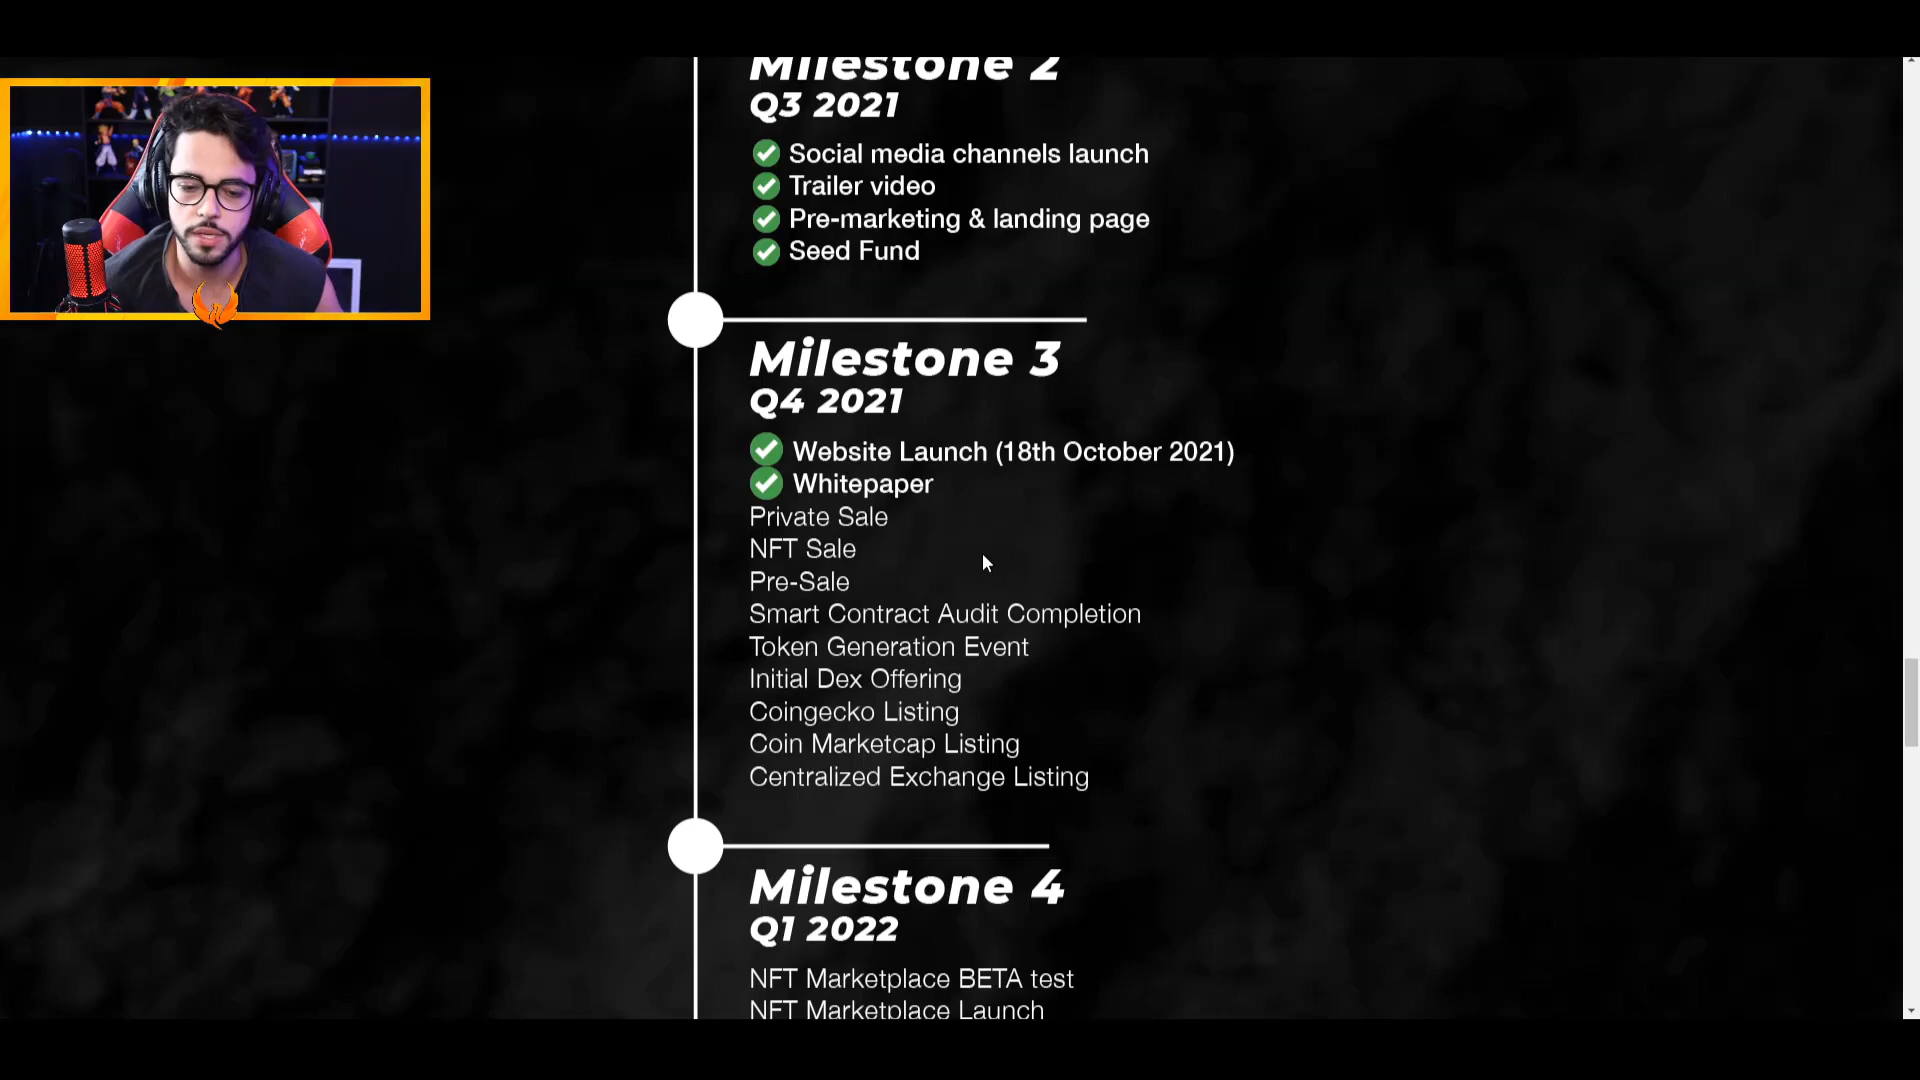 Milestone 2
Q3 2021
Social media channels launch
Trailer video
Pre-marketing & landing page
Seed Fund
Milestone 3
Q4 2021
Website Launch (18th October 2021)
Whitepaper
Private Sale
NFT Sale
Pre-Sale
Smart Contract Audit Completion
Token Generation Event
Initial Dex Offering
Coingecko Listing
Coin Marketcap Listing
Centralized Exchange Listing
Milestone 4
Q1 2022
NFT Marketplace BETA test
NFT Marketplace Launch